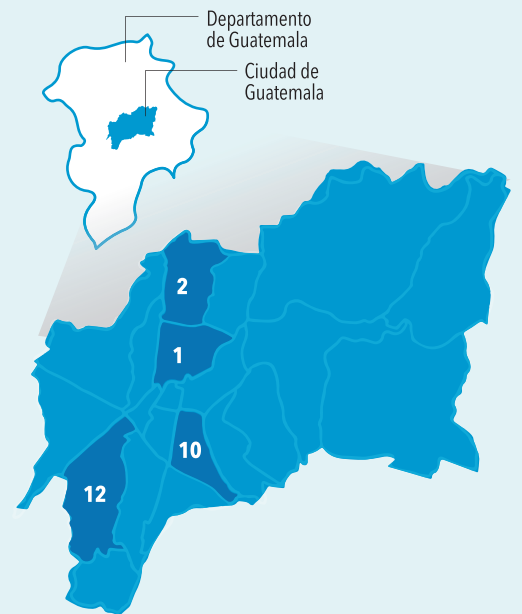 Departamento
de Guatemala
Ciudad de
Guatemala
2
1
10
12